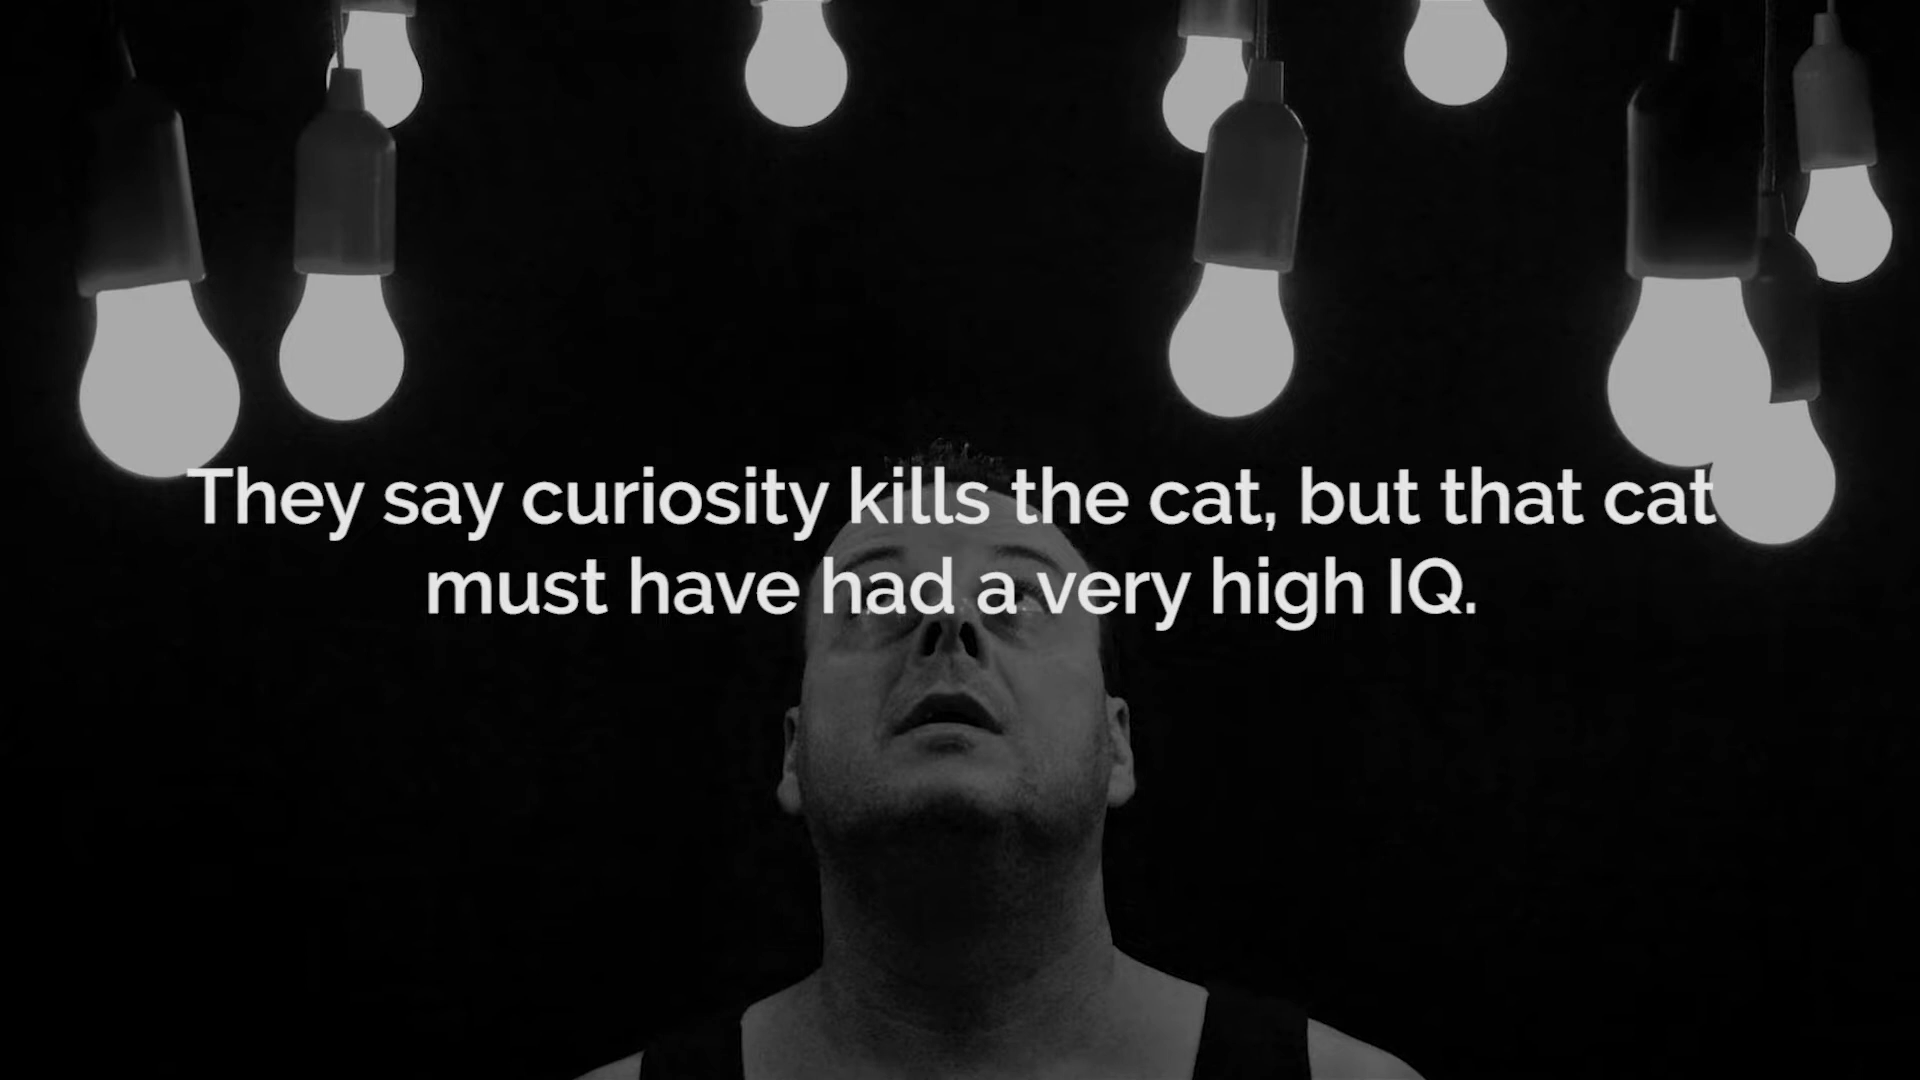 They say curiosity kills the cat, but that cat
must have had a very high IQ.